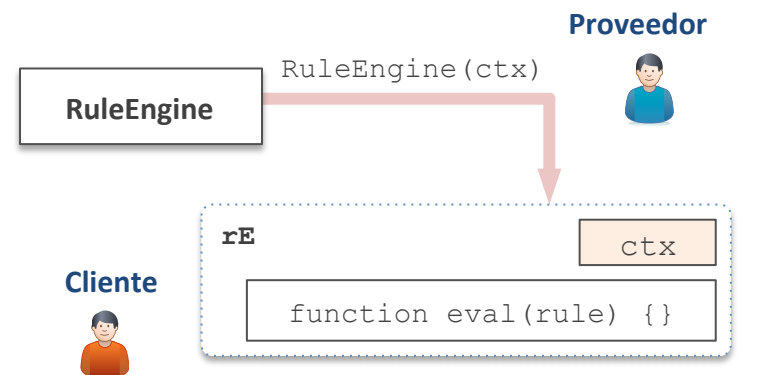 Proveedor
RuleEngine(ctx)
RuleEngine
rE
ctx
Cliente
function eval(rule) {}